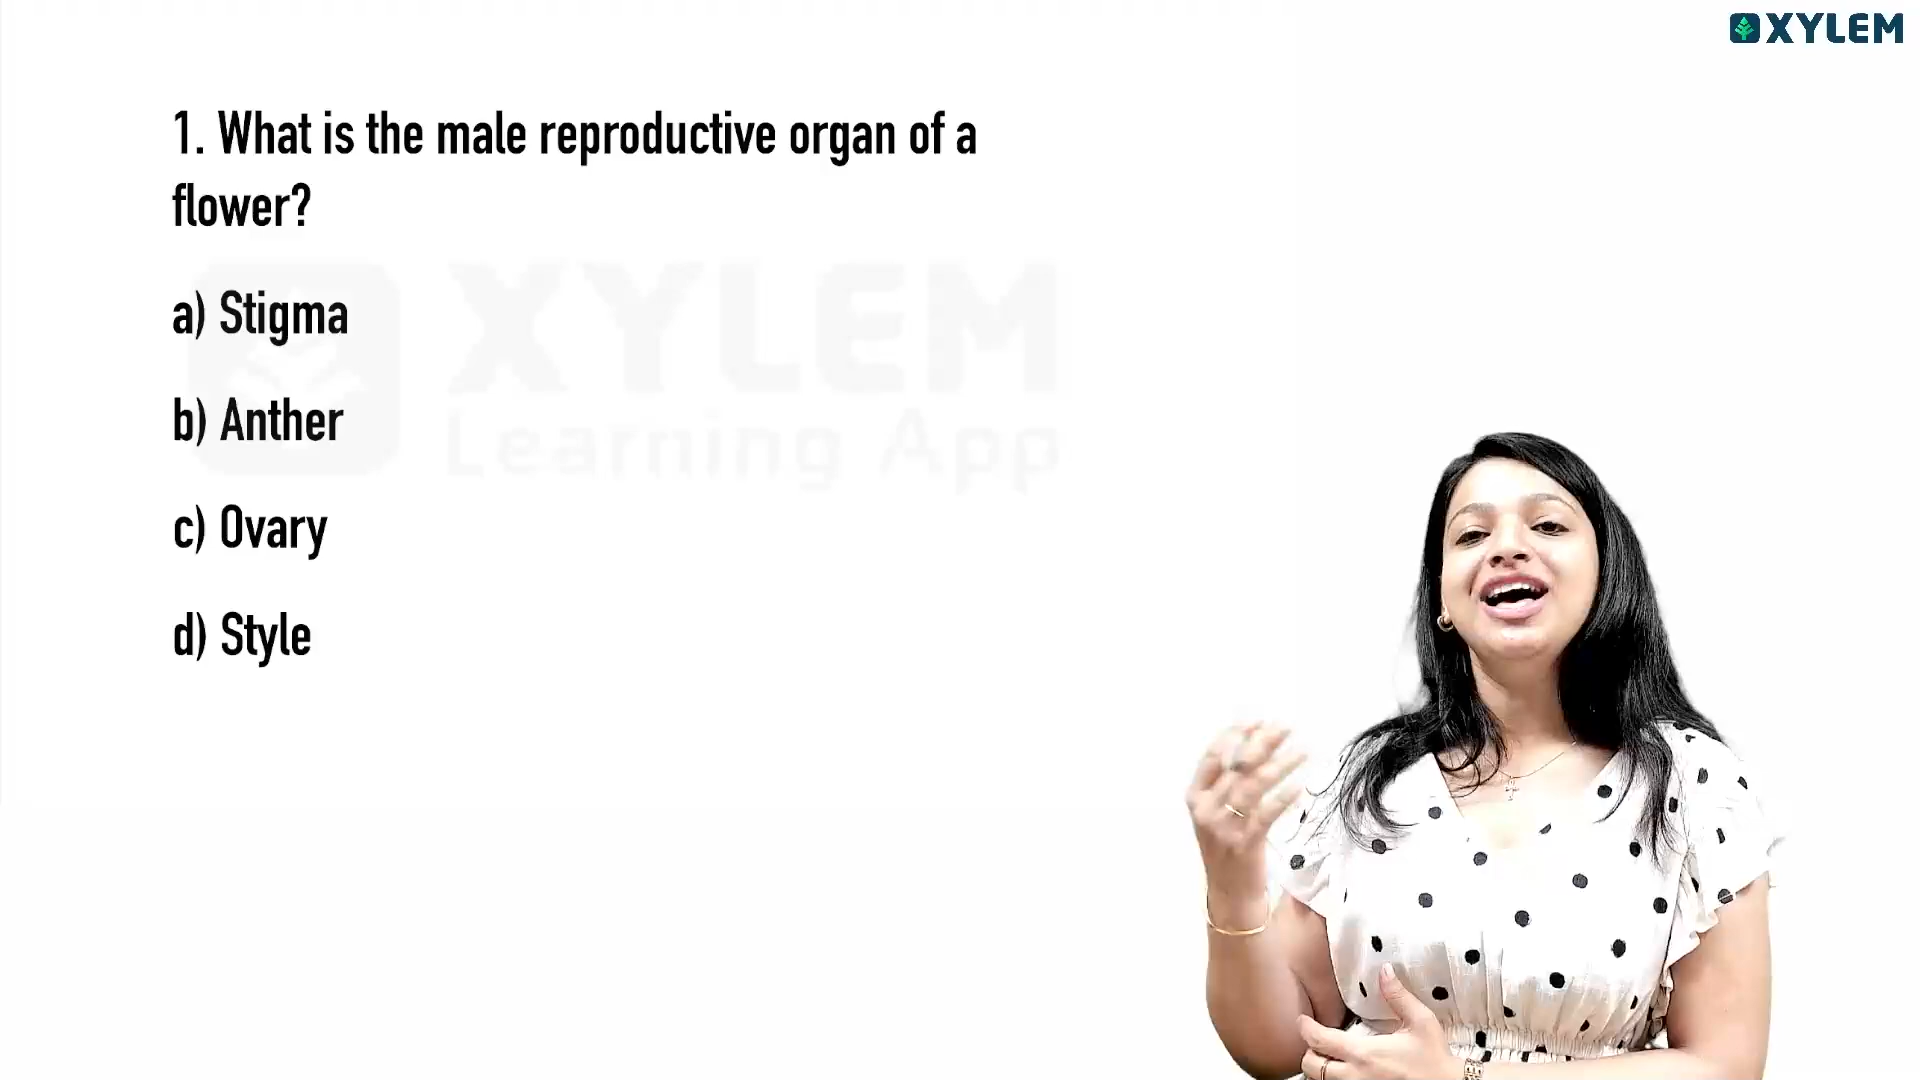 XYLEM
1. What is the male reproductive organ of a
flower?
a) Stigma
XYLEM
Learning App
b) Anther
c) Ovary
d) Style